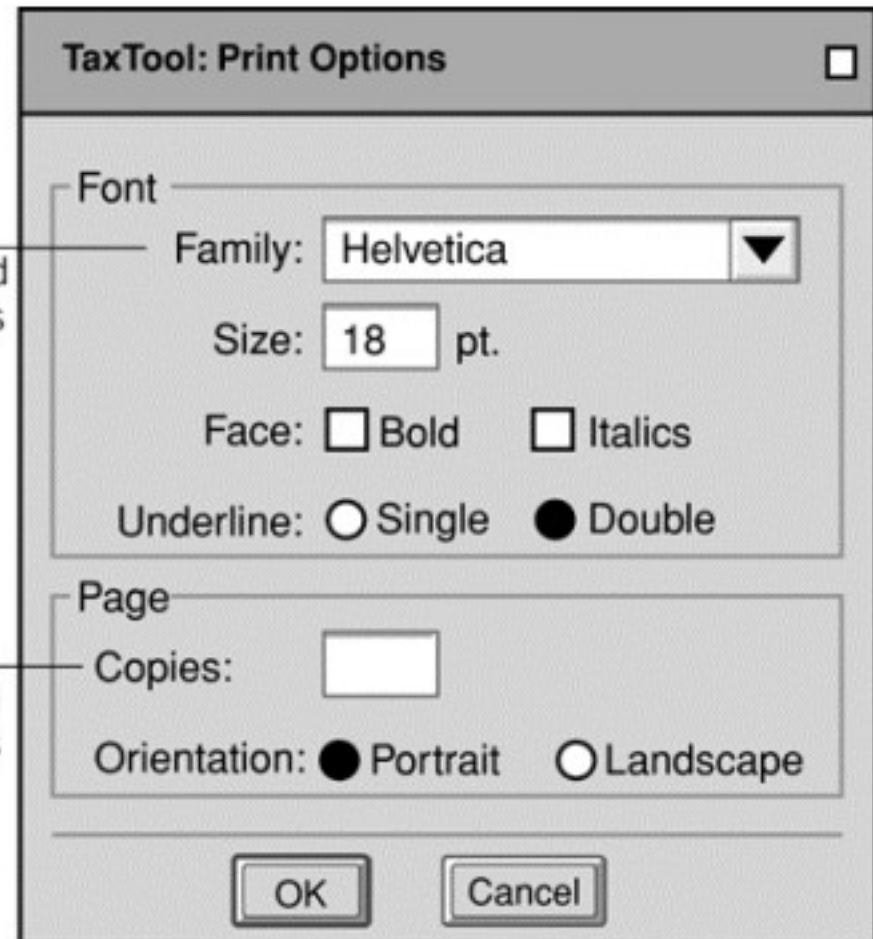 TaxTool: Print Options
Font
Family: Helvetica
Size: 18 pt.
Face: Bold Italics
Underline: Single Double
Page
Copies:
Orientation: Portrait Landscape
OK Cancel